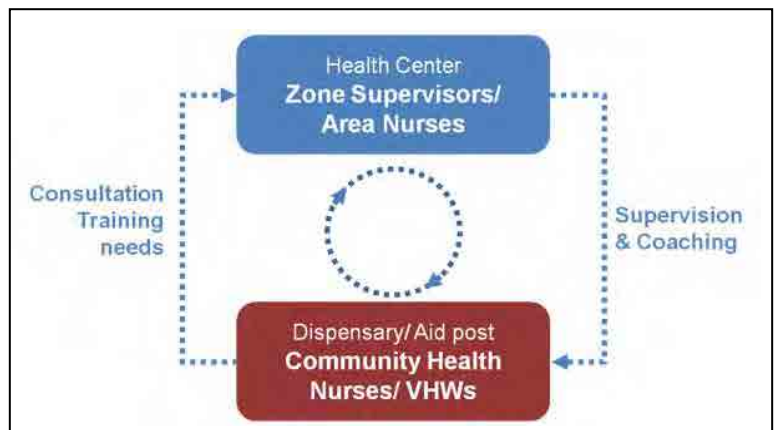 Health Center
Zone Supervisors/
Area Nurses
Consultation
Training
needs
Supervision
& Coaching
Dispensary/ Aid post
Community Health
Nurses/ VHWs